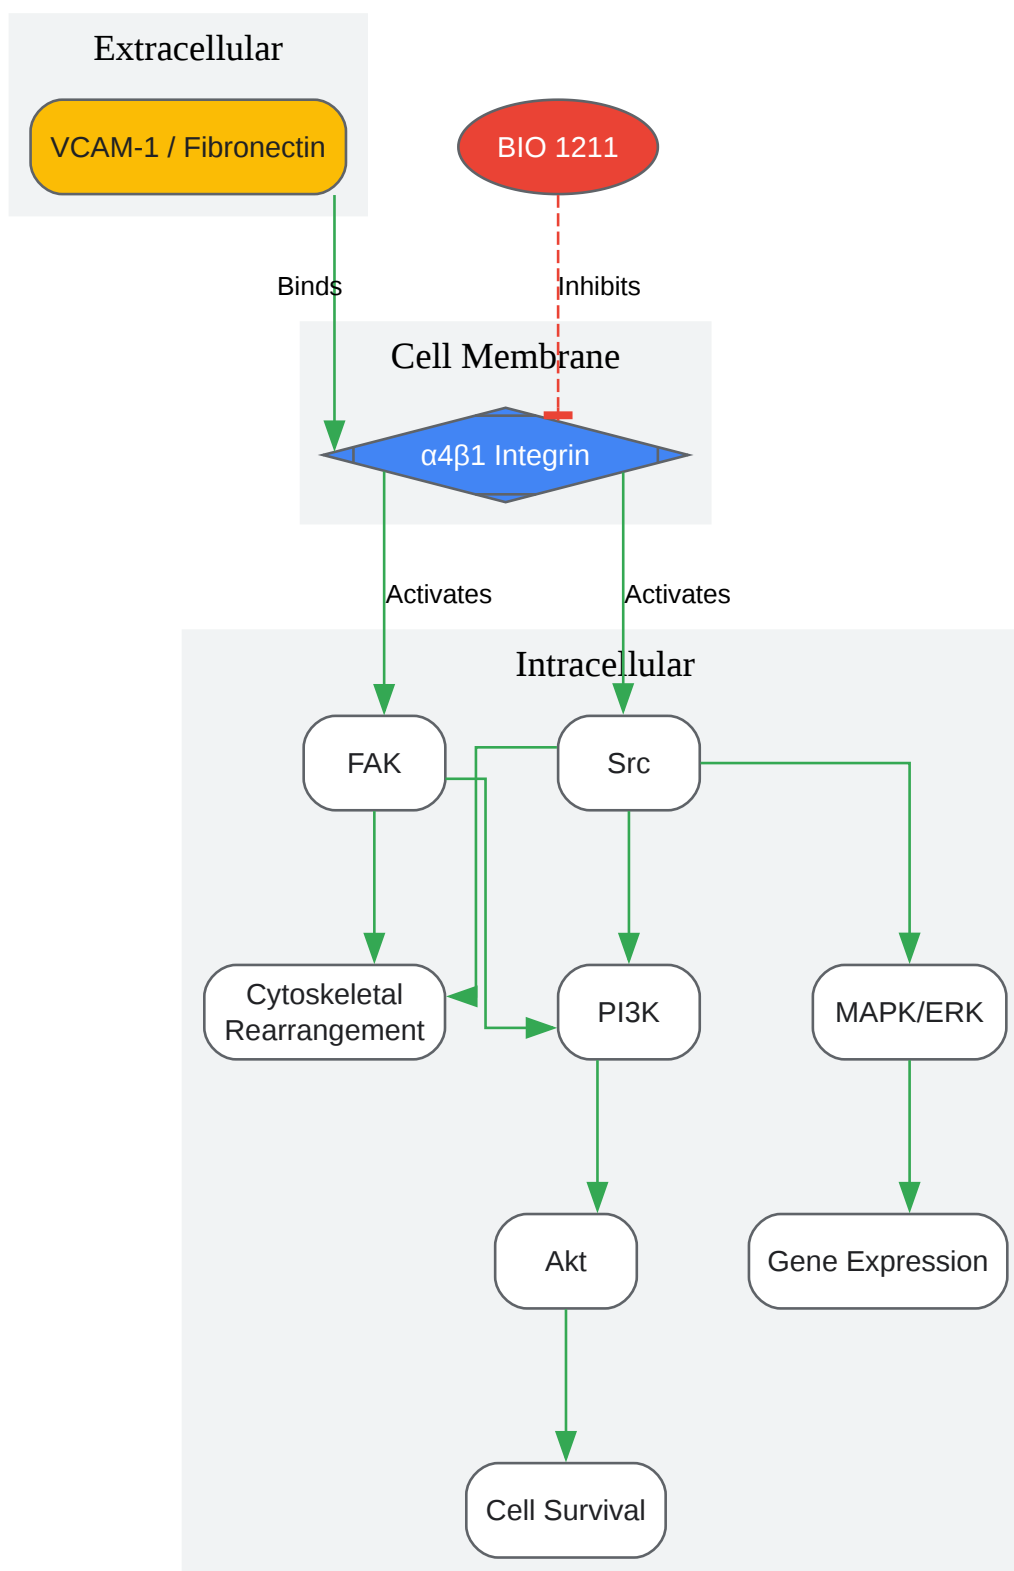 Extracellular
VCAM-1 / Fibronectin
BIO 1211
Binds
Inhibits
Cell Membrane
α4β1 Integrin
Activates
Activates
Intracellular
FAK
Src
Cytoskeletal
Rearrangement
PI3K
MAPK/ERK
Akt
Gene Expression
Cell Survival